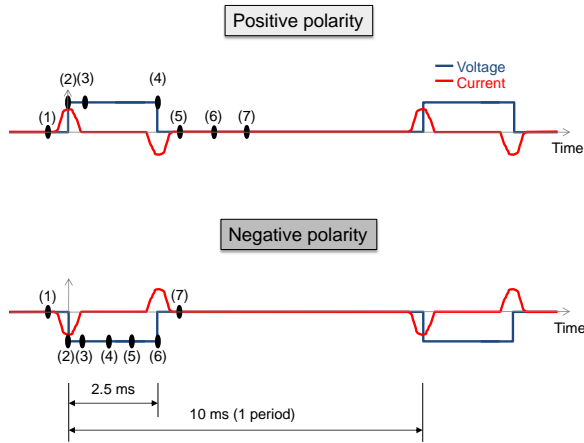 Positive polarity
(2)(3) (4)
Voltage
Current
(1)
(5) (6) (7)
Time
Negative polarity
(1) (7)
Time
(2) (3) (4) (5) (6)
2.5 ms
10 ms (1 period)